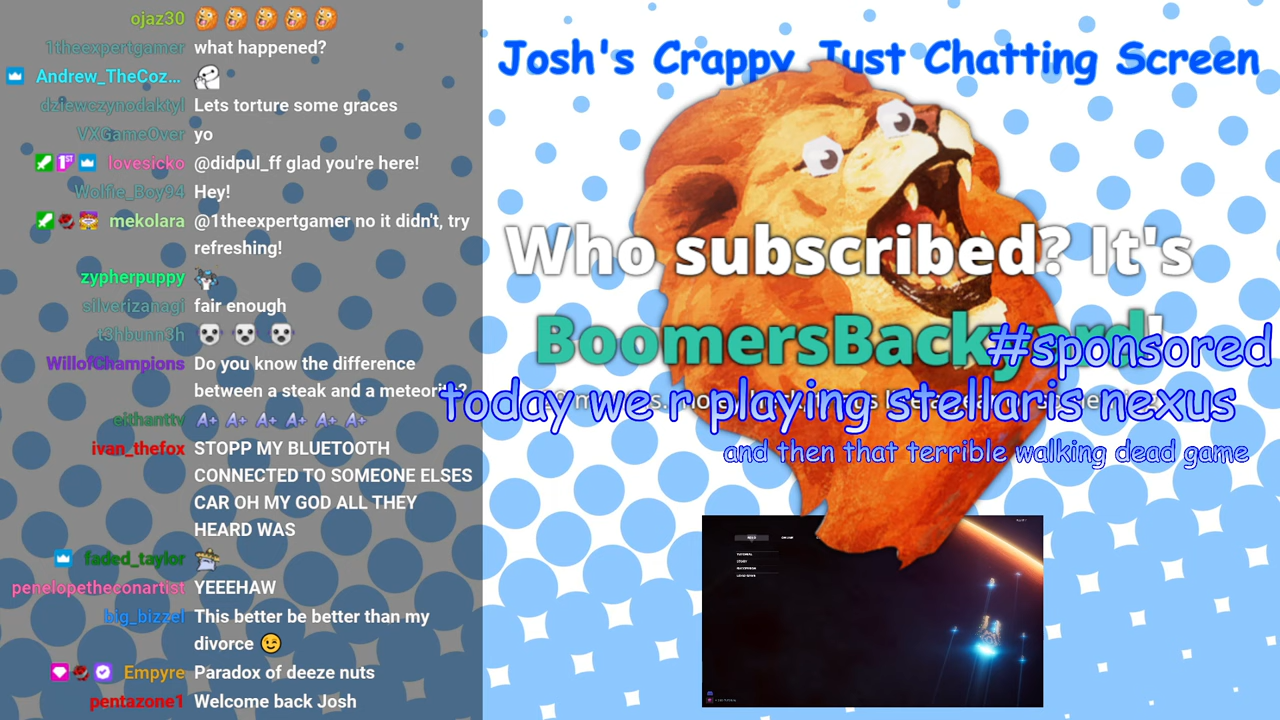 ojaz30
1theexpertgamer what happened?
Andrew_TheCoz...
dziewczynodaktyl Lets torture some graces
VXGameOver yo
lovesicko @didpul_ff glad you're here!
Wolfie_Boy94 Hey!
mekolara @1theexpertgamer no it didn't, try
refreshing!
zypherpuppy
silverizanagi fair enough
t3hbunn3h
WillofChampions Do you know the difference
between a steak and a meteorite?
eithanttv A+ A+ A+ A+ A+ A+
ivan_thefox STOPP MY BLUETOOTH
CONNECTED TO SOMEONE ELSES
CAR OH MY GOD ALL THEY
HEARD WAS
faded_taylor
penelopetheconartist YEEEHAW
big_bizzel This better be better than my
divorce
Empyre Paradox of deeze nuts
pentazone1 Welcome back Josh
Josh's Crappy Just Chatting Screen
Who subscribed? It's
BoomersBackyard'
#sponsored
today we r playing stellaris nexus
and then that terrible walking dead game